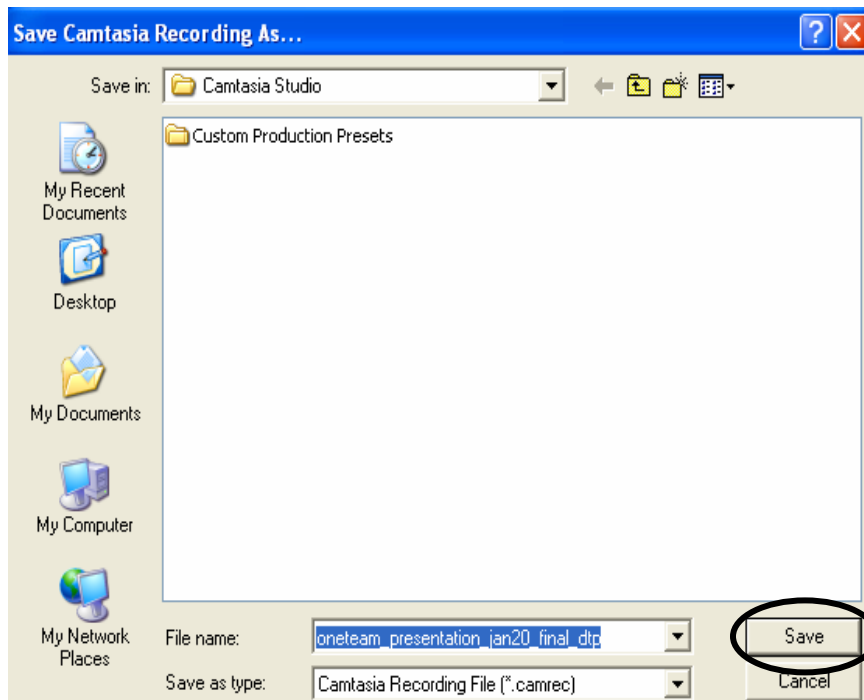 Save Camtasia Recording As...
Save in: Camtasia Studio
Custom Production Presets
My Recent
Documents
Desktop
My Documents
My Computer
My Network
Places
File name: oneteam_presentation_jan20_final_dtp
Save
Save as type: Camtasia Recording File (*.camrec)
Cancel